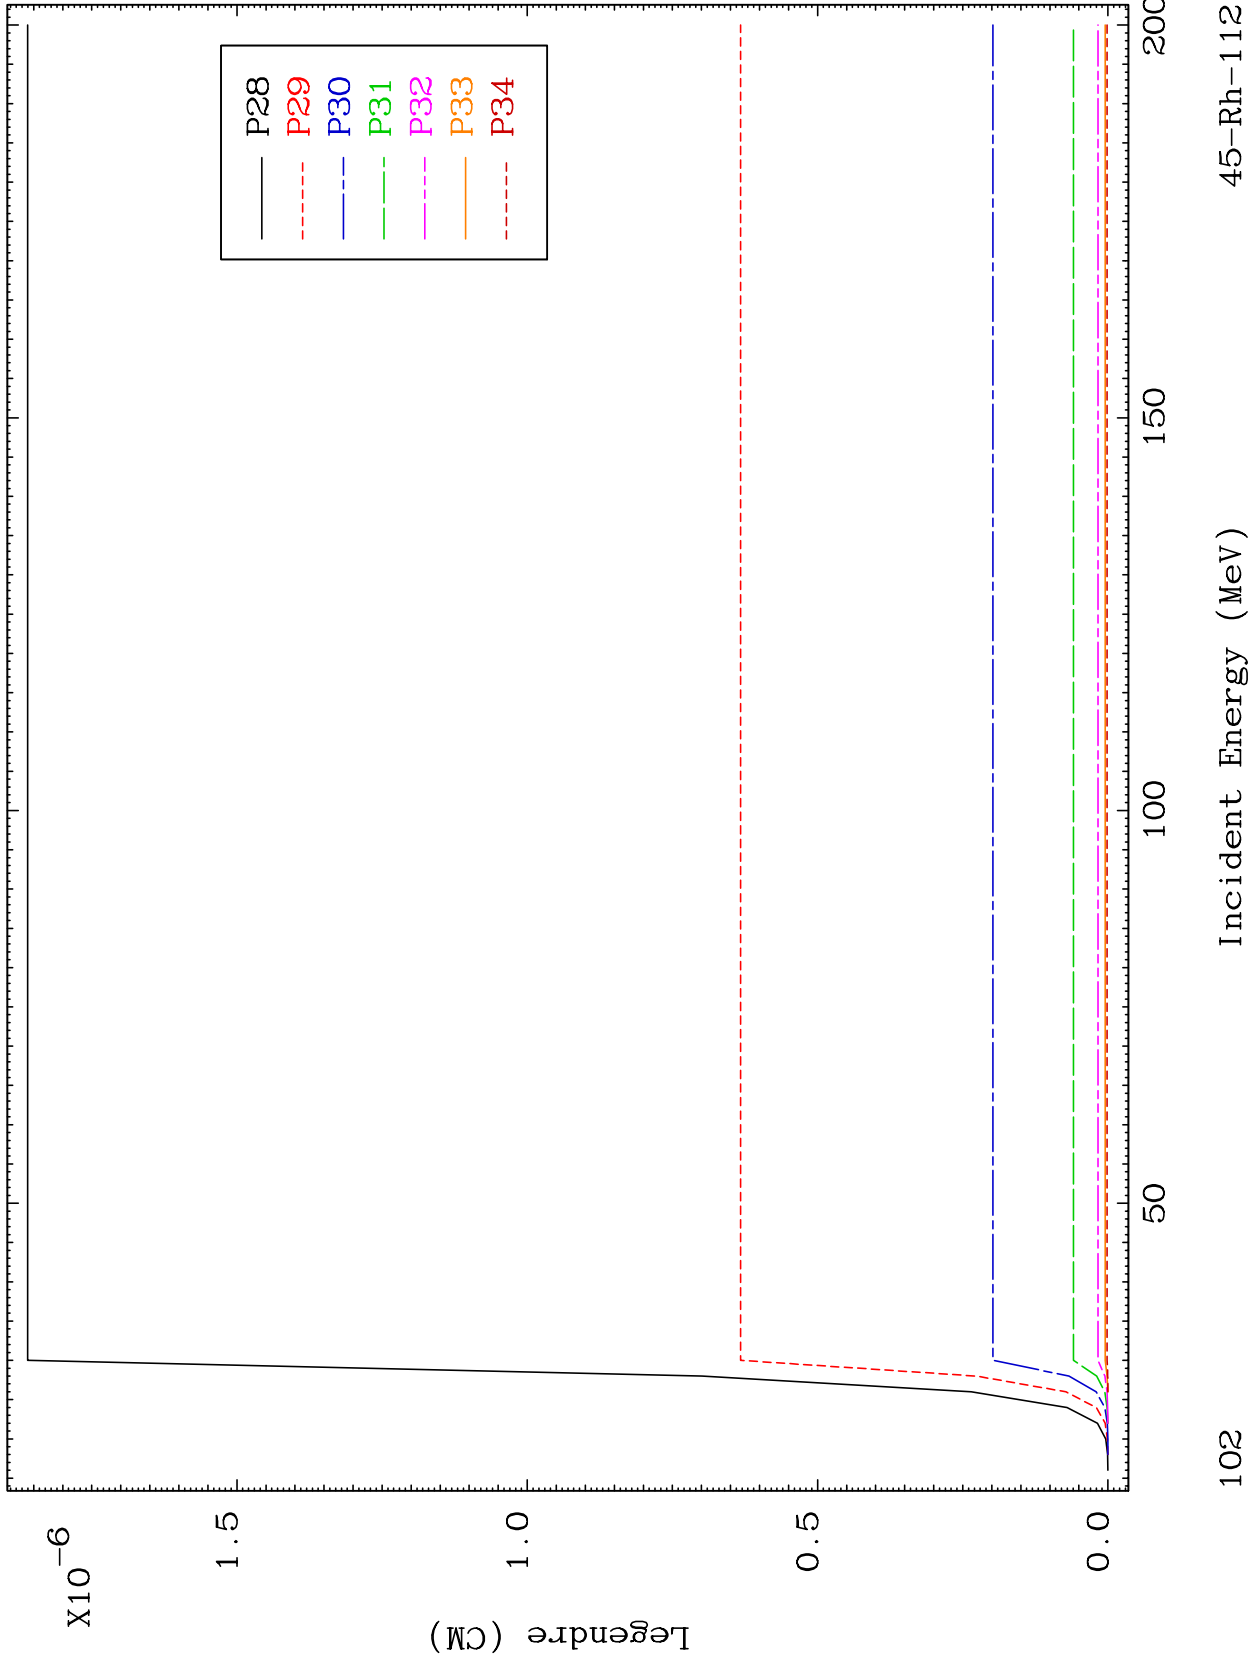 X10-6
1.5
1.0
0.5
0.0
Legendre (CM)
P28
P29
P30
P31
P32
P33
P34
50
100
150
200
Incident Energy (MeV)
102
45-Rh-112